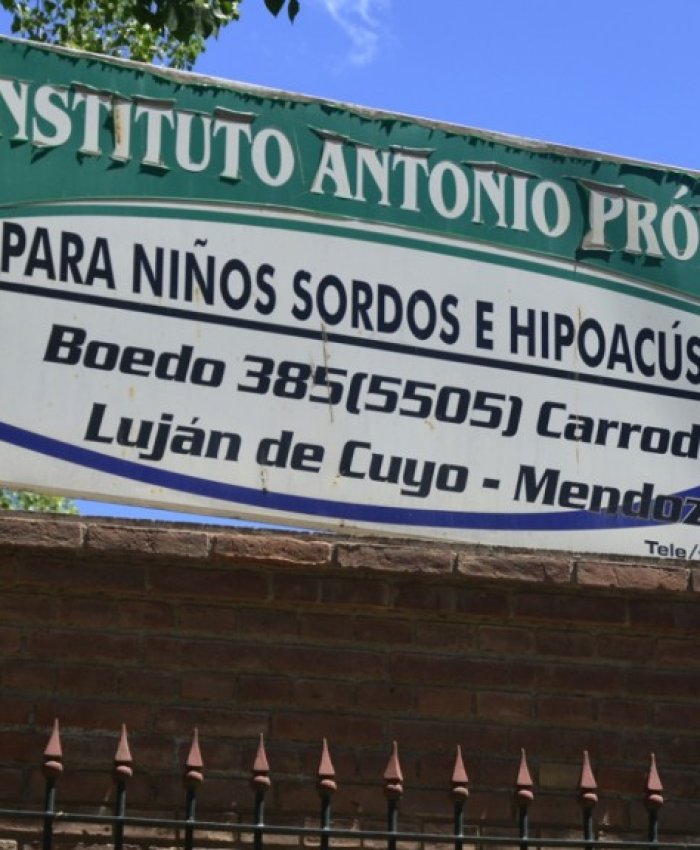 NSTITUTO ANTONIO PRÓ
PARA NIÑOS SORDOS E HIPOACÚS
Boedo 385(5505) Carrod
Luján de Cuyo - Mendoz
Tele/